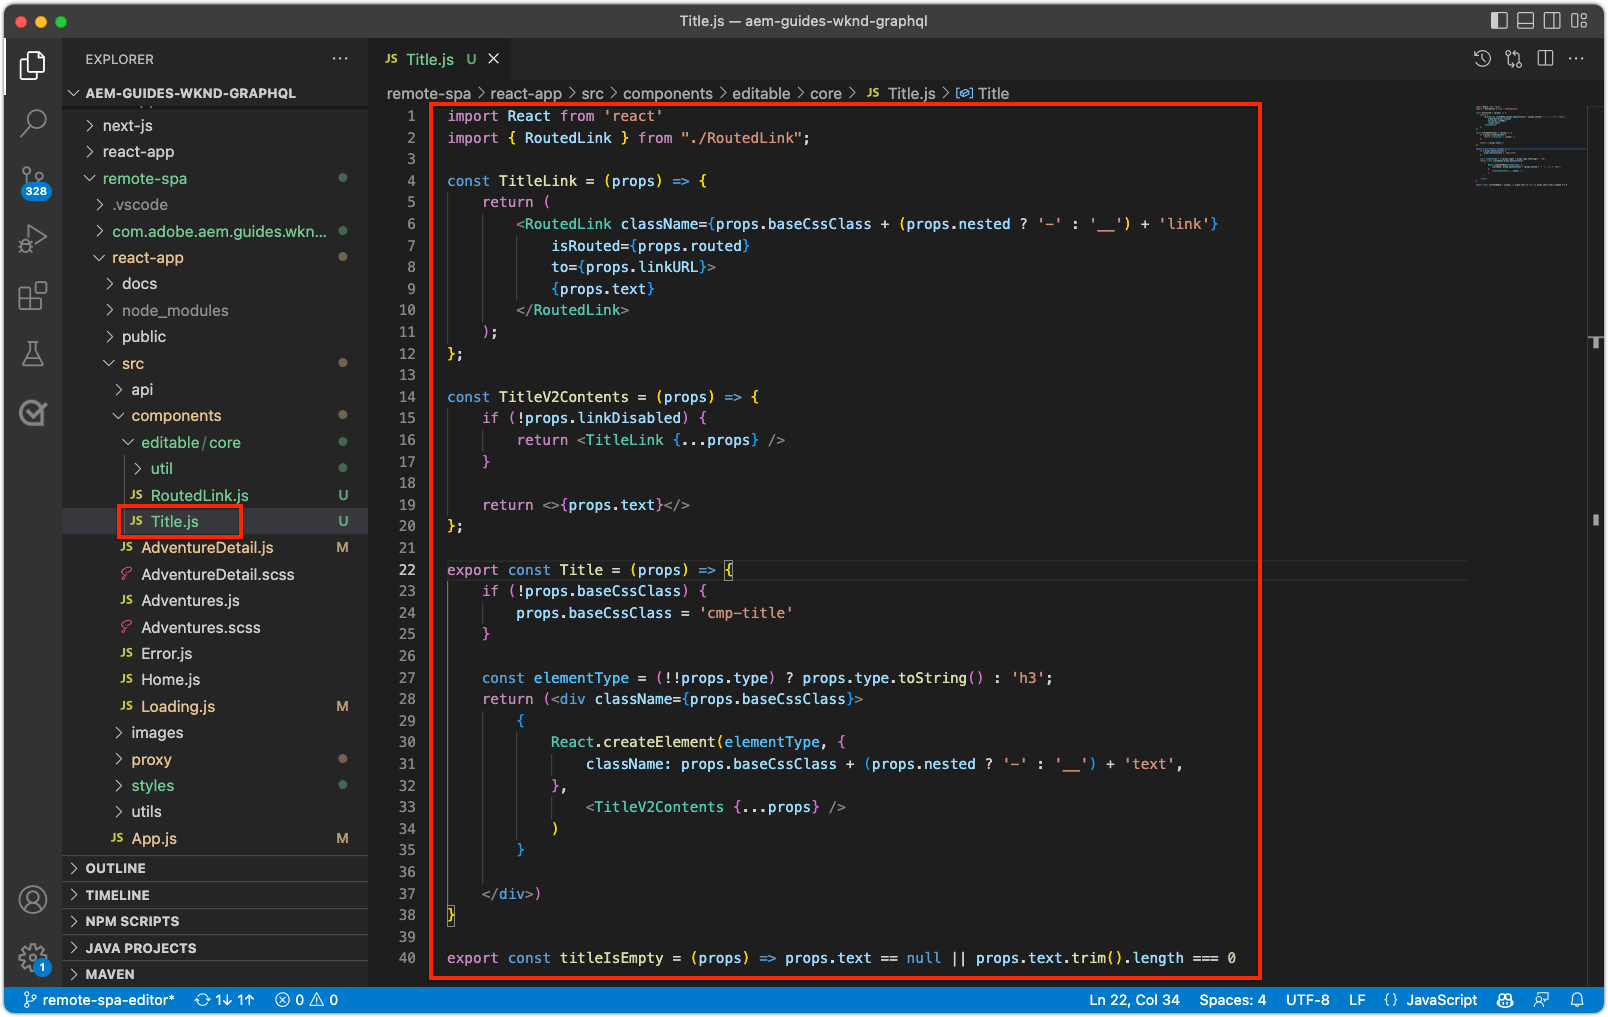 Title.js — aem-guides-wknd-graphql
EXPLORER
AEM-GUIDES-WKND-GRAPHQL
next-js
react-app
remote-spa
.vscode
com.adobe.aem.guides.wkn...
react-app
docs
node_modules
public
src
api
components
editable/core
util
JS RoutedLink.js U
JS Title.js U
JS AdventureDetail.js M
AdventureDetail.scss
JS Adventures.js
Adventures.scss
JS Error.js
JS Home.js
JS Loading.js M
images
proxy
styles
utils
JS App.js M
OUTLINE
TIMELINE
NPM SCRIPTS
JAVA PROJECTS
MAVEN
328
1
JS Title.js U
remote-spa > react-app > src > components > editable > core > JS Title.js > Title
1 import React from 'react'
2 import { RoutedLink } from "./RoutedLink";
3
4 const TitleLink = (props) => {
5 return (
6 <RoutedLink className={props.baseCssClass + (props.nested ? '-' : '__') + 'link'}
7 isRouted={props.routed}
8 to={props.linkURL}>
9 {props.text}
10 </RoutedLink>
11 );
12 };
13
14 const TitleV2Contents = (props) => {
15 if (!props.linkDisabled) {
16 return <TitleLink {...props} />
17 }
18
19 return <>{props.text}</>
20 };
21
22 export const Title = (props) => {
23 if (!props.baseCssClass) {
24 props.baseCssClass = 'cmp-title'
25 }
26
27 const elementType = (!!props.type) ? props.type.toString() : 'h3';
28 return (<div className={props.baseCssClass}>
29 {
30 React.createElement(elementType, {
31 className: props.baseCssClass + (props.nested ? '-' : '__') + 'text',
32 },
33 <TitleV2Contents {...props} />
34 )
35 }
36
37 </div>)
38 }
39
40 export const titleIsEmpty = (props) => props.text == null || props.text.trim().length === 0
remote-spa-editor* 1↓ 1↑ 0 0 Ln 22, Col 34 Spaces: 4 UTF-8 LF {} JavaScript